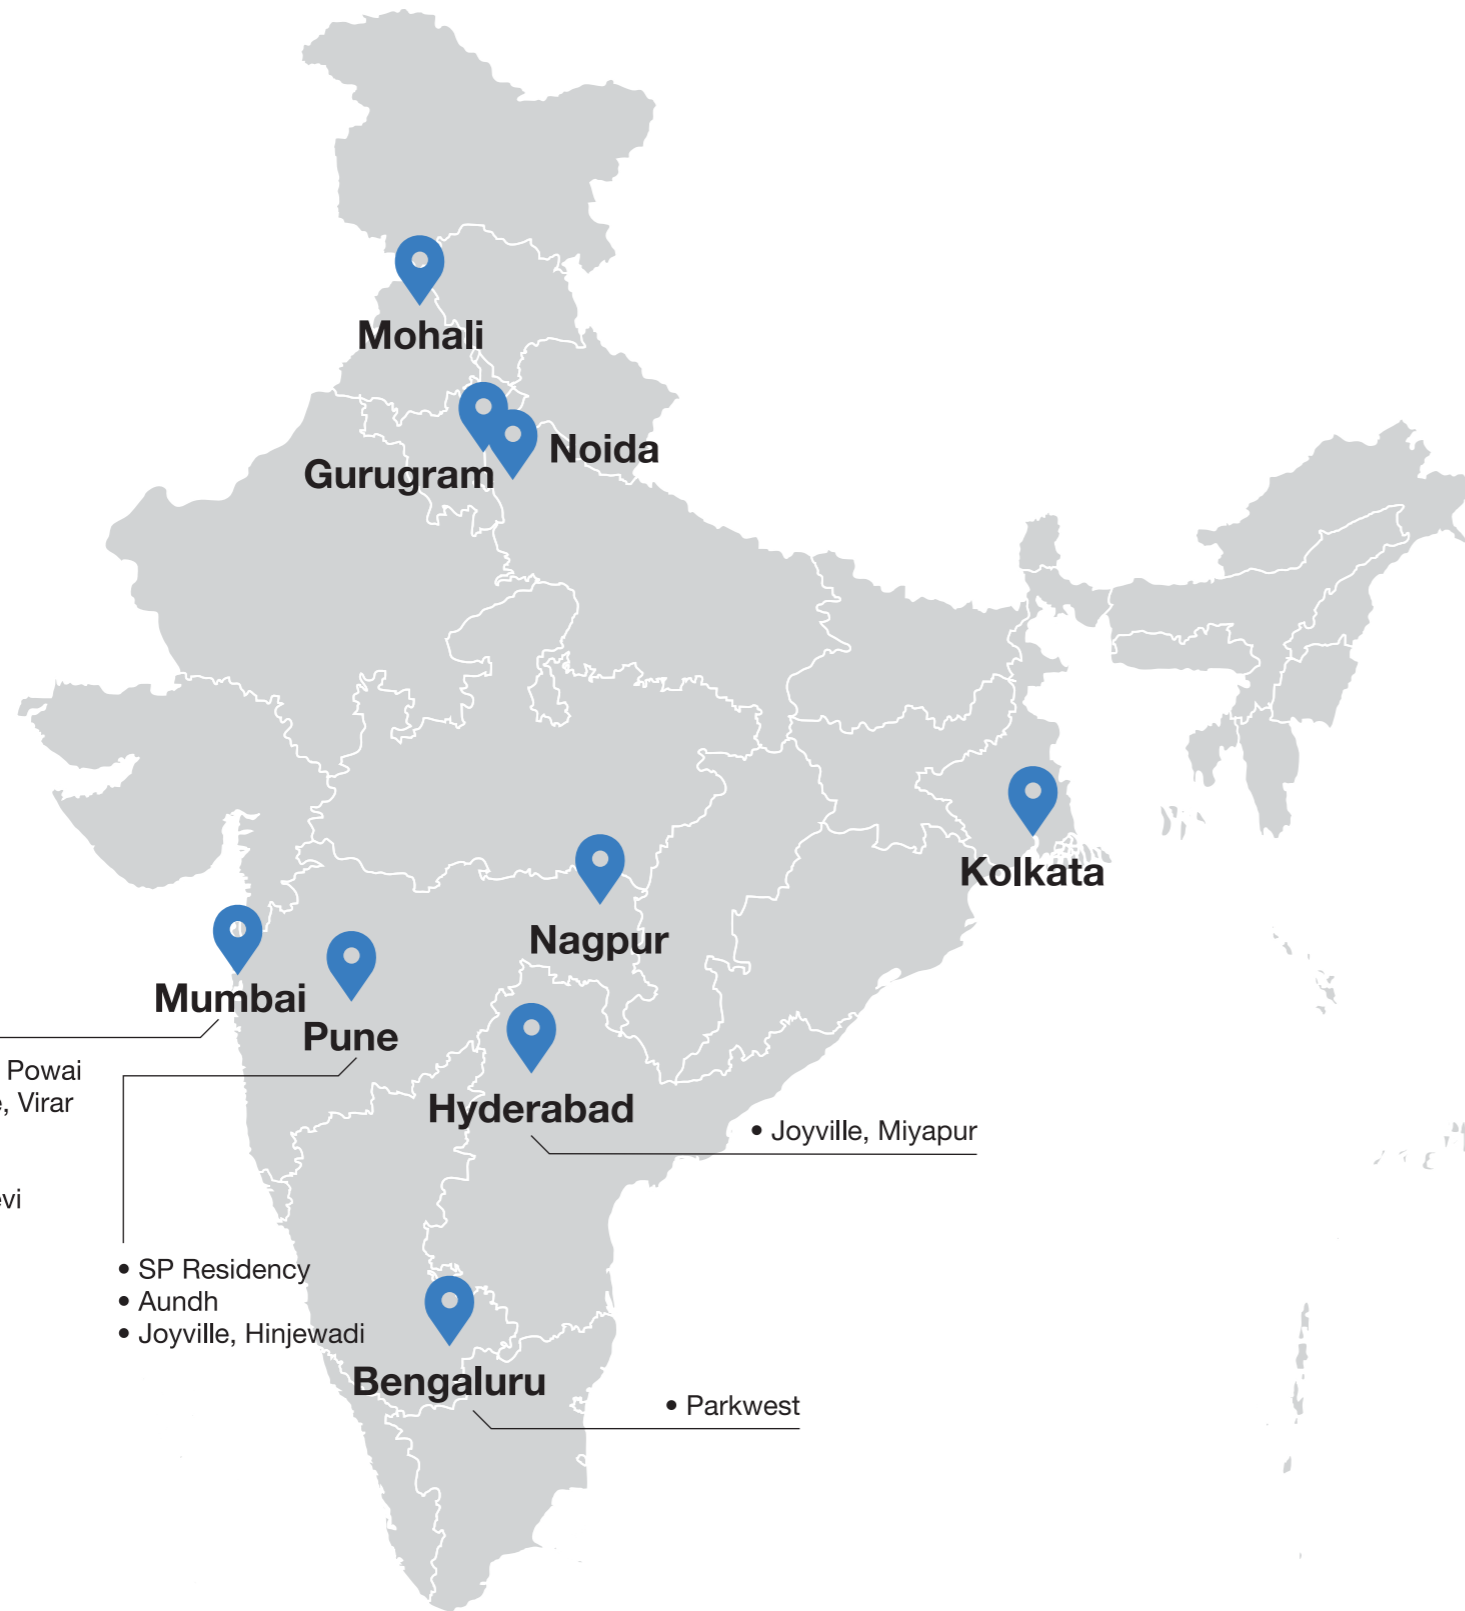 Mohali
Noida
Gurugram
Kolkata
Nagpur
Mumbai
Pune
Powai
, Virar
Hyderabad
• Joyville, Miyapur
• SP Residency
• Aundh
• Joyville, Hinjewadi
Bengaluru
• Parkwest